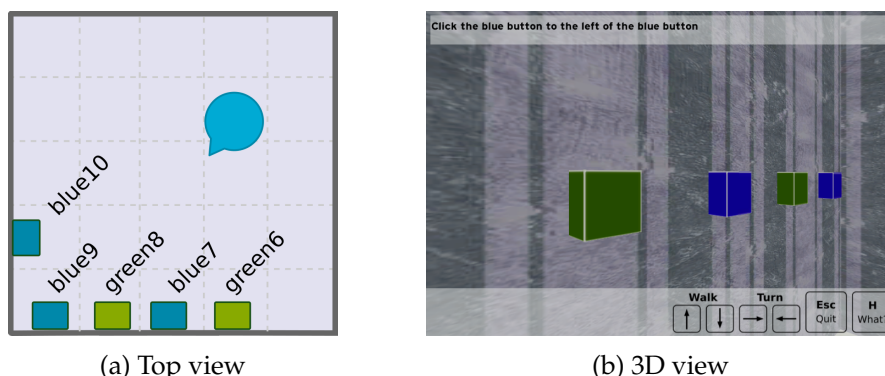 blue10
blue9
green8
blue7
green6
(a) Top view
Click the blue button to the left of the blue button
Walk
Turn
Esc
Quit
H
What?
(b) 3D view